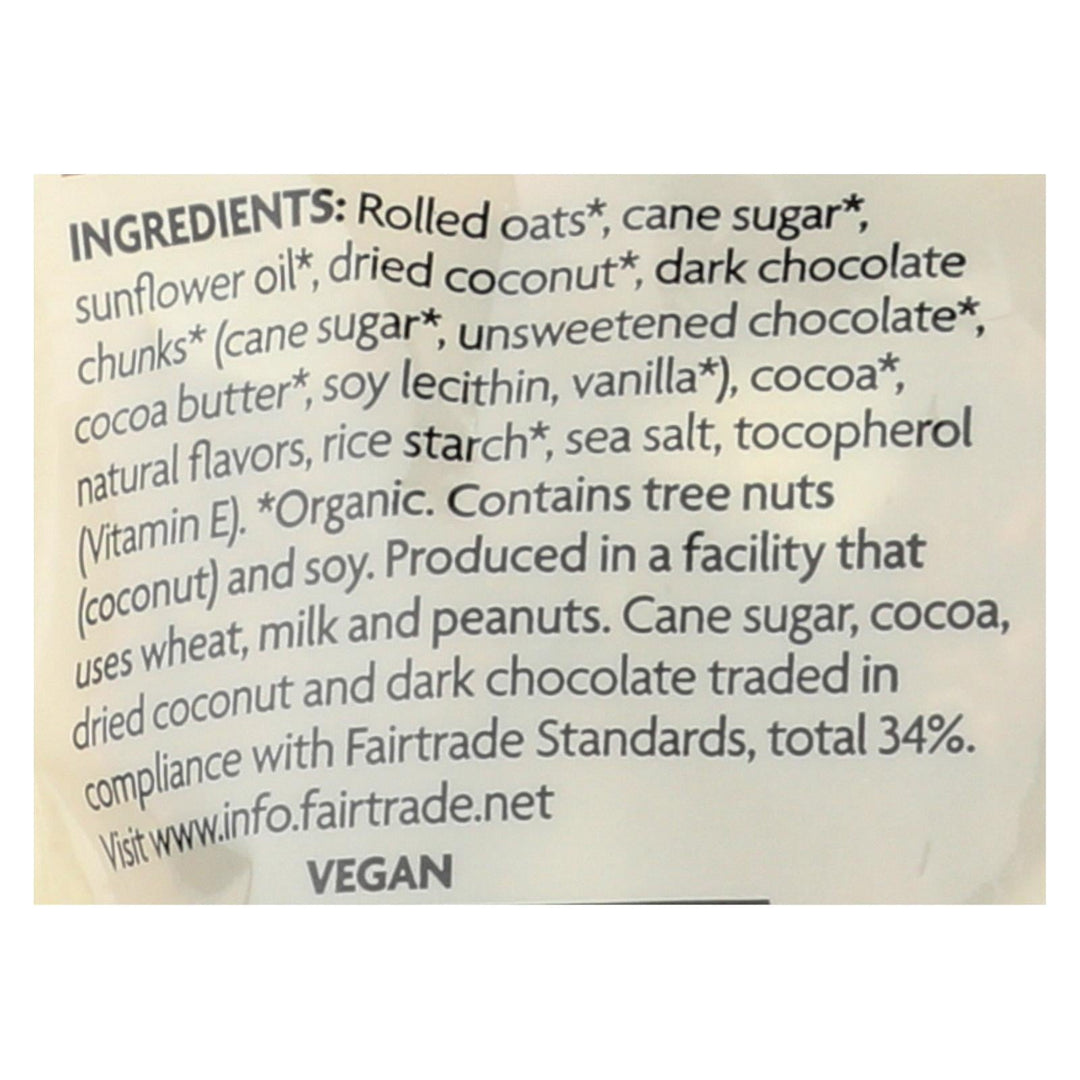 INGREDIENTS: Rolled oats*, cane sugar*,
sunflower oil*, dried coconut*, dark chocolate
chunks* (cane sugar*, unsweetened chocolate*,
cocoa butter*, soy lecithin, vanilla*), cocoa*,
natural flavors, rice starch*, sea salt, tocopherol
(Vitamin E). *Organic. Contains tree nuts
(coconut) and soy. Produced in a facility that
uses wheat, milk and peanuts. Cane sugar, cocoa,
dried coconut and dark chocolate traded in
compliance with Fairtrade Standards, total 34%.
Visit www.info.fairtrade.net
VEGAN